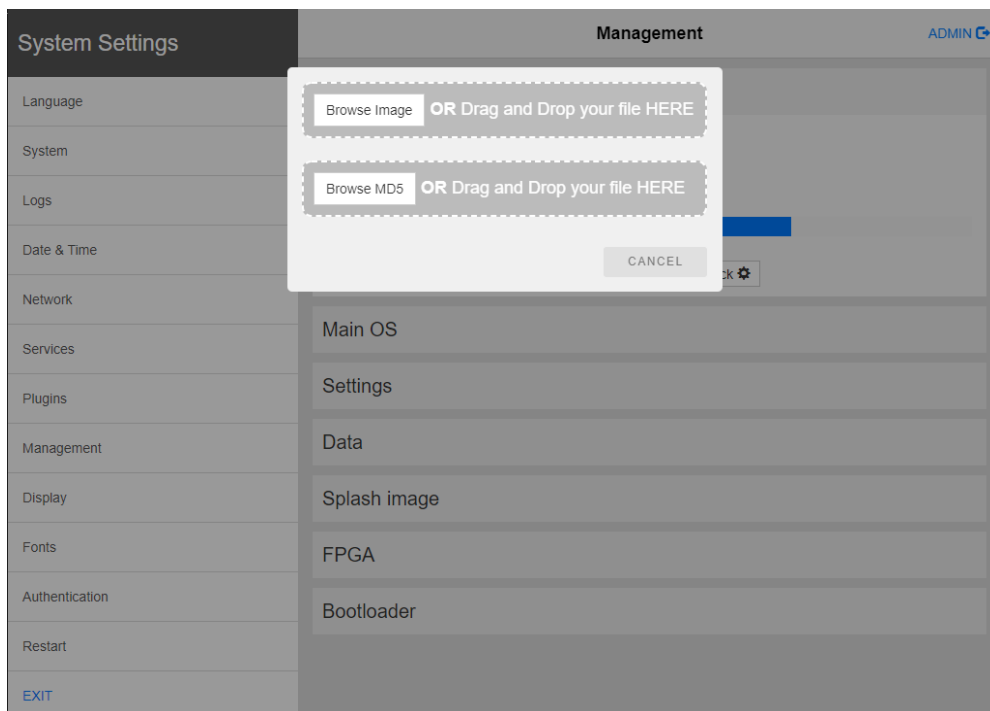 System Settings
Management
ADMIN
Language
System
Logs
Date & Time
Network
Services
Plugins
Management
Display
Fonts
Authentication
Restart
EXIT
Browse Image OR Drag and Drop your file HERE
Browse MD5 OR Drag and Drop your file HERE
CANCEL
Main OS
Settings
Data
Splash image
FPGA
Bootloader